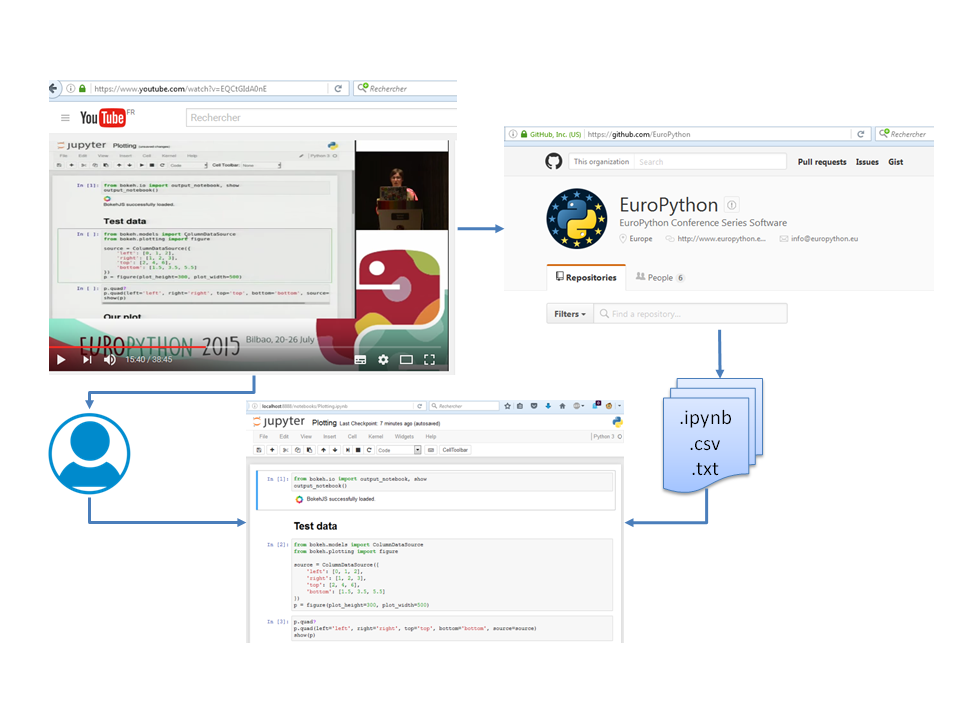 https://www.youtube.com/watch?v=EQCtGIdA0nE
Rechercher
YouTube FR
Rechercher
jupyter Plotting
File Edit View Insert Cell Kernel Help
Python 3
Code
Cell Toolbar: None
In [1]: from bokeh.io import output_notebook, show
output_notebook()
BokehJS successfully loaded.
Test data
In [ ]: from bokeh.models import ColumnDataSource
from bokeh.plotting import figure
source = ColumnDataSource({
'left': [0, 1, 2],
'right': [1, 2, 3],
'top': [2, 4, 6],
'bottom': [1.5, 3.5, 5.5]
})
p = figure(plot_height=300, plot_width=500)
In [ ]: p.quad?
p.quad(left='left', right='right', top='top', bottom='bottom', source=
show(p)
Our plot
EUROPYTHON 2015 Bilbao, 20-26 July
15:40 / 38:45
GitHub, Inc. (US) https://github.com/EuroPython
Rechercher
This organization Search
Pull requests Issues Gist
EuroPython
EuroPython Conference Series Software
Europe http://www.europython.e... info@europython.eu
Repositories People 6
Filters Find a repository...
.ipynb
.csv
.txt
localhost:8888/notebooks/Plotting.ipynb
Rechercher
jupyter Plotting Last Checkpoint: 7 minutes ago (autosaved)
File Edit View Insert Cell Kernel Widgets Help
Python 3
Code
CellToolbar
In [1]: from bokeh.io import output_notebook, show
output_notebook()
BokehJS successfully loaded.
Test data
In [2]: from bokeh.models import ColumnDataSource
from bokeh.plotting import figure
source = ColumnDataSource({
'left': [0, 1, 2],
'right': [1, 2, 3],
'top': [2, 4, 6],
'bottom': [1.5, 3.5, 5.5]
})
p = figure(plot_height=300, plot_width=500)
In [3]: p.quad?
p.quad(left='left', right='right', top='top', bottom='bottom', source=source)
show(p)